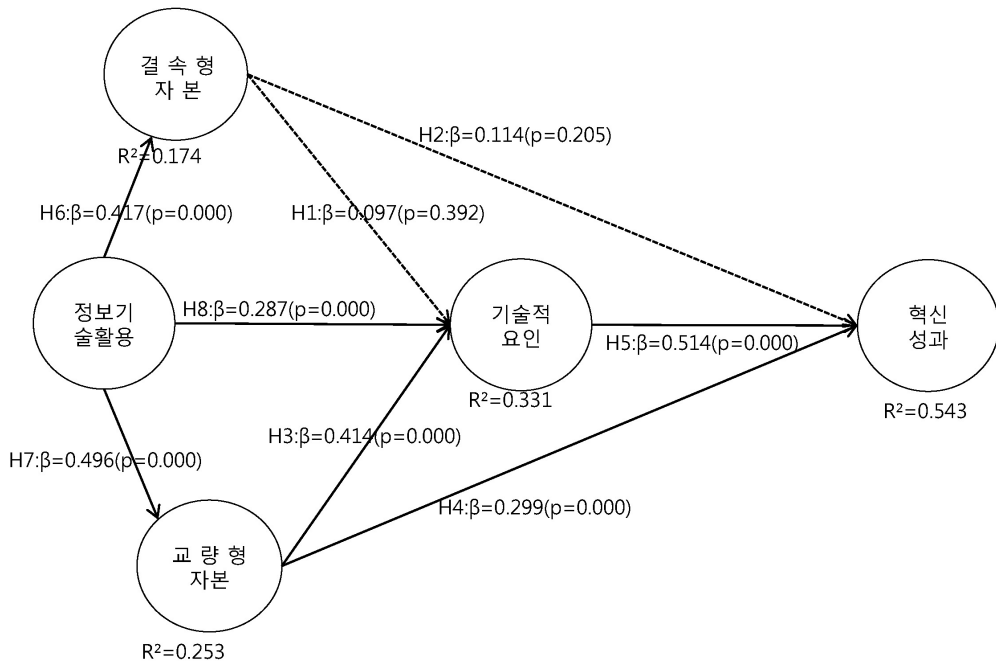 결 속 형
자 본
R²=0.174
H2:β=0.114(p=0.205)
H6:β=0.417(p=0.000)
H1:β=0.097(p=0.392)
정보기
술활용
H8:β=0.287(p=0.000)
기술적
요인
R²=0.331
H5:β=0.514(p=0.000)
혁신
성과
R²=0.543
H3:β=0.414(p=0.000)
H7:β=0.496(p=0.000)
H4:β=0.299(p=0.000)
교 량 형
자본
R²=0.253